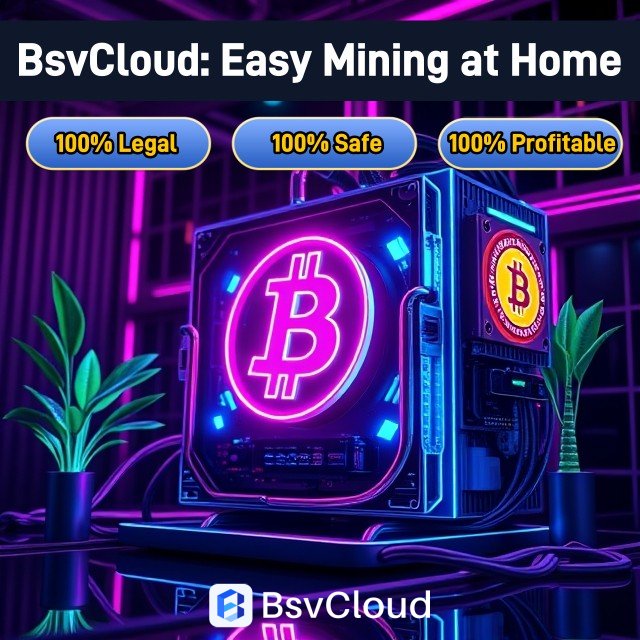 BsvCloud: Easy Mining at Home
100% Legal
100% Safe
100% Profitable
BsvCloud